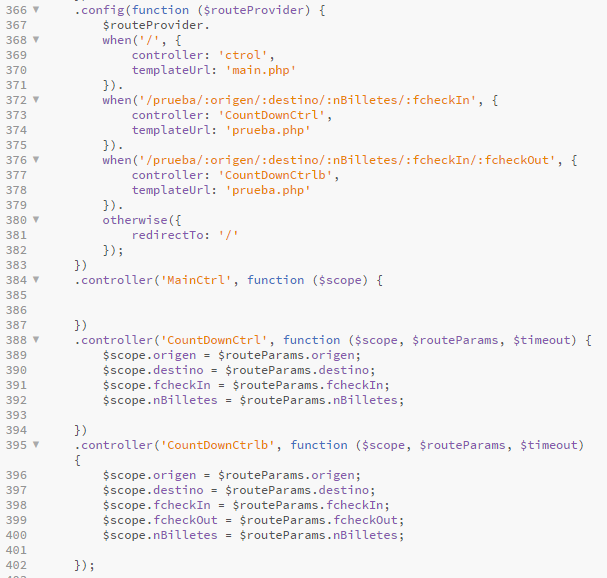 366 .config(function ($routeProvider) {
367 $routeProvider.
368 when('/', {
369 controller: 'ctrol',
370 templateUrl: 'main.php'
371 }).
372 when('/prueba/:origen/:destino/:nBilletes/:fcheckIn', {
373 controller: 'CountDownCtrl',
374 templateUrl: 'prueba.php'
375 }).
376 when('/prueba/:origen/:destino/:nBilletes/:fcheckIn/:fcheckOut', {
377 controller: 'CountDownCtrlb',
378 templateUrl: 'prueba.php'
379 }).
380 otherwise({
381 redirectTo: '/'
382 });
383 })
384 .controller('MainCtrl', function ($scope) {
385
386
387 })
388 .controller('CountDownCtrl', function ($scope, $routeParams, $timeout) {
389 $scope.origen = $routeParams.origen;
390 $scope.destino = $routeParams.destino;
391 $scope.fcheckIn = $routeParams.fcheckIn;
392 $scope.nBilletes = $routeParams.nBilletes;
393
394 })
395 .controller('CountDownCtrlb', function ($scope, $routeParams, $timeout)
{
396 $scope.origen = $routeParams.origen;
397 $scope.destino = $routeParams.destino;
398 $scope.fcheckIn = $routeParams.fcheckIn;
399 $scope.fcheckOut = $routeParams.fcheckOut;
400 $scope.nBilletes = $routeParams.nBilletes;
401
402 });